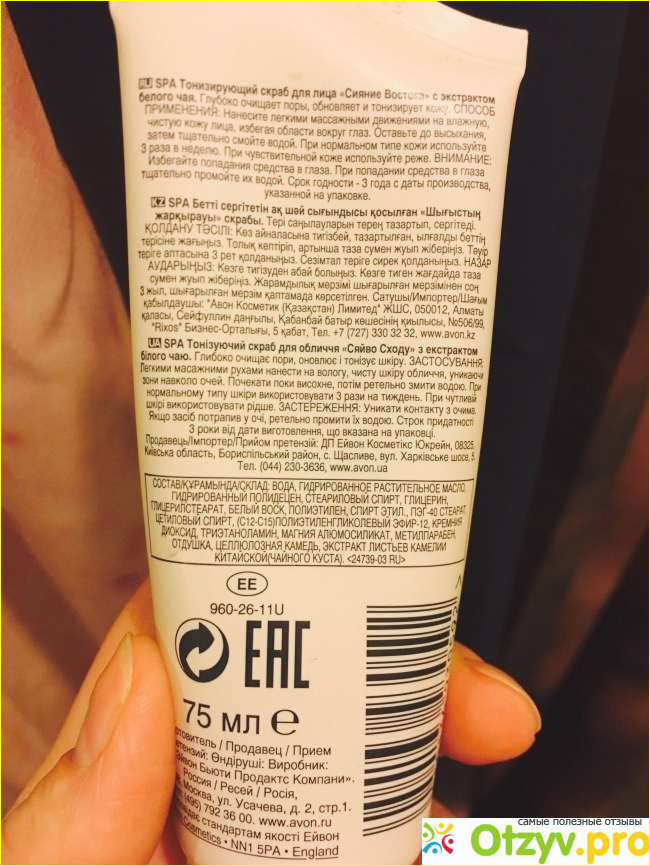 RU SPA Тонизирующий скраб для лица «Сияние Востока» с экстрактом
белого чая. Глубоко очищает поры, обновляет и тонизирует кожу. СПОСОБ
ПРИМЕНЕНИЯ: Нанесите легкими массажными движениями на влажную,
чистую кожу лица, избегая области вокруг глаз. Оставьте до высыхания,
затем тщательно смойте водой. При нормальном типе кожи используйте
3 раза в неделю. При чувствительной коже используйте реже. ВНИМАНИЕ:
Избегайте попадания средства в глаза. При попадании средства в глаза
тщательно промойте их водой. Срок годности - 3 года с даты производства,
указанной на упаковке.
KZ SPA Бетті сергітетін ақ шәй сығындысы қосылған «Шығыстың
жарқырауы» скрабы. Тері саңылауларын терең тазартып, сергітеді.
ҚОЛДАНУ ТӘСІЛІ: Көз айналасына тигізбей, тазартылған, ылғалды беттің
терісіне жағыңыз. Толық кептіріп, артынша таза сумен жуып жіберіңіз. Тәуір
теріге аптасына 3 рет қолданыңыз. Сезімтал теріге сирек қолданыңыз. НАЗАР
АУДАРЫҢЫЗ: Көзге тигізуден абай болыңыз. Көзге тиген жағдайда таза
сумен жуып жіберіңіз. Жарамдылық мерзімі шығарылған мерзімінен соң
3 жыл, шығарылған мерзім қаптамада көрсетілген. Сатушы/Импортер/Шағым
қабылдаушы: "Авон Косметик (Қазақстан) Лимитед" ЖШС, 050012, Алматы
қаласы, Сейфуллин даңғылы, Қабанбай батыр көшесінің қиылысы, №506/99,
"Rixos" Бизнес-Орталығы, 5 қабат, Тел. +7 (727) 330 32 32, www.avon.kz
UA SPA Тонізуючий скраб для обличчя «Сяйво Сходу» з екстрактом
білого чаю. Глибоко очищає пори, оновлює і тонізує шкіру. ЗАСТОСУВАННЯ:
Легкими масажними рухами нанести на вологу, чисту шкіру обличчя, уникаючи
зони навколо очей. Почекати поки висохне, потім ретельно змити водою. При
нормальному типу шкіри використовувати 3 рази на тиждень. При чутливій
шкірі використовувати рідше. ЗАСТЕРЕЖЕННЯ: Уникати контакту з очима.
Якщо засіб потрапив у очі, ретельно промити їх водою. Строк придатності
3 роки від дати виготовлення, що вказана на упаковці.
Продавець/Імпортер/Прийом претензій: ДП Ейвон Косметікс Юкрейн, 08325,
Київська область, Бориспільський район, с. Щасливе, вул. Харківське шосе, 5.
Тел. (044) 230-3636, www.avon.ua
СОСТАВ/ҚҰРАМЫНДА/СКЛАД: ВОДА, ГИДРИРОВАННОЕ РАСТИТЕЛЬНОЕ МАСЛО,
ГИДРИРОВАННЫЙ ПОЛИДЕЦЕН, СТЕАРИЛОВЫЙ СПИРТ, ГЛИЦЕРИН,
ГЛИЦЕРИЛСТЕАРАТ, БЕЛЫЙ ВОСК, ПОЛИЭТИЛЕН, СПИРТ ЭТИЛ., ПЭГ-40 СТЕАРАТ,
ЦЕТИЛОВЫЙ СПИРТ, (C12-C15)ПОЛИЭТИЛЕНГЛИКОЛЕВЫЙ ЭФИР-12, КРЕМНИЯ
ДИОКСИД, ТРИЭТАНОЛАМИН, МАГНИЯ АЛЮМОСИЛИКАТ, МЕТИЛПАРАБЕН,
ОТДУШКА, ЦЕЛЛЮЛОЗНАЯ КАМЕДЬ, ЭКСТРАКТ ЛИСТЬЕВ КАМЕЛИИ
КИТАЙСКОЙ(ЧАЙНОГО КУСТА). <24739-03 RU>
EE
960-26-11U
EAC
75 мл e
готовитель / Продавец / Прием
етензий: Өндіруші: Виробник:
Эйвон Бьюти Продактс Компани».
Россия / Ресей / Росія,
Москва, ул. Усачева, д. 2, стр.1.
(495) 792 36 00. www.avon.ru
дає стандартам якості Ейвон
Cosmetics • NN1 5PA • England
самые полезные отзывы
Otzyv.pro